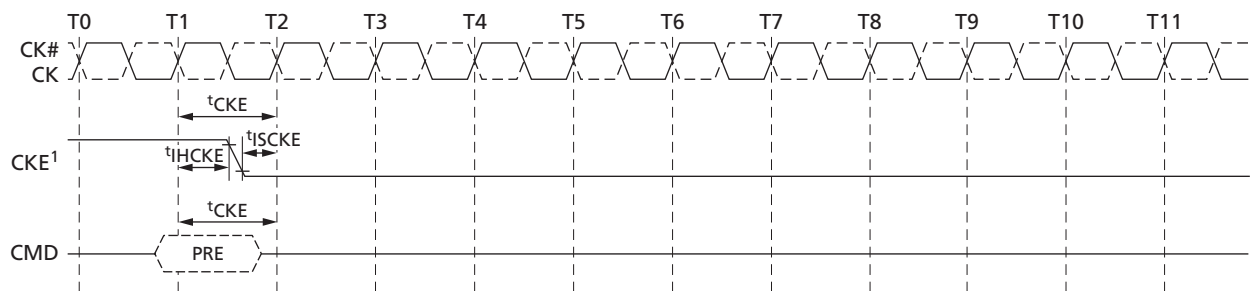 T0 T1 T2 T3 T4 T5 T6 T7 T8 T9 T10 T11
CK#
CK
tCKE
tISCKE
CKE1
tIHCKE
tCKE
CMD
PRE